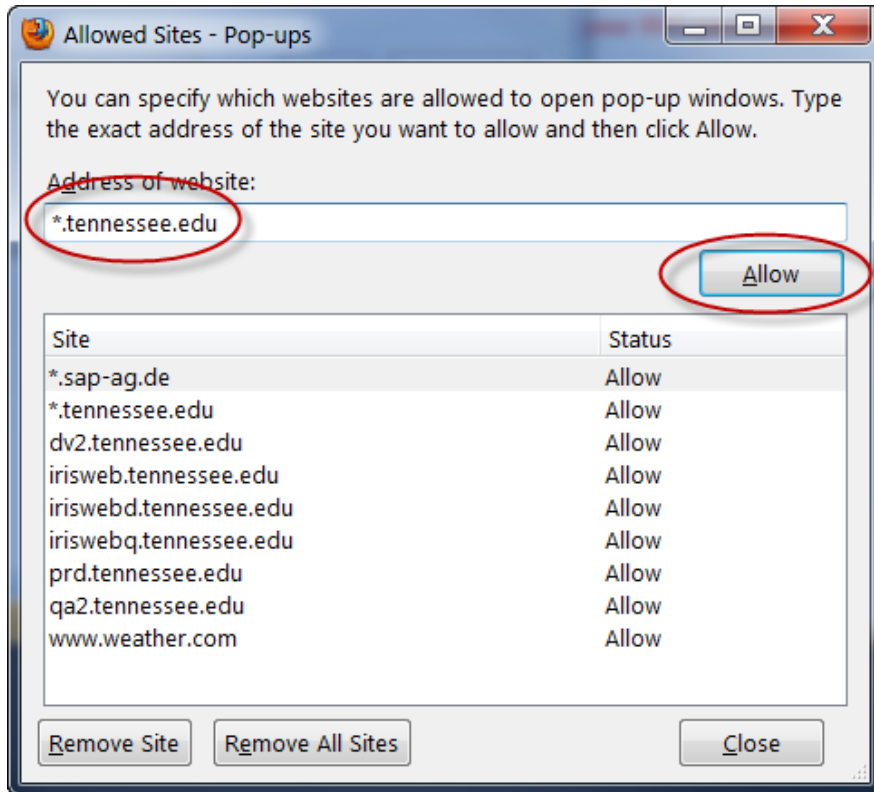 Allowed Sites - Pop-ups
You can specify which websites are allowed to open pop-up windows. Type
the exact address of the site you want to allow and then click Allow.
Address of website:
*.tennessee.edu
Allow
Site Status
*.sap-ag.de Allow
*.tennessee.edu Allow
dv2.tennessee.edu Allow
irisweb.tennessee.edu Allow
iriswebd.tennessee.edu Allow
iriswebq.tennessee.edu Allow
prd.tennessee.edu Allow
qa2.tennessee.edu Allow
www.weather.com Allow
Remove Site Remove All Sites Close